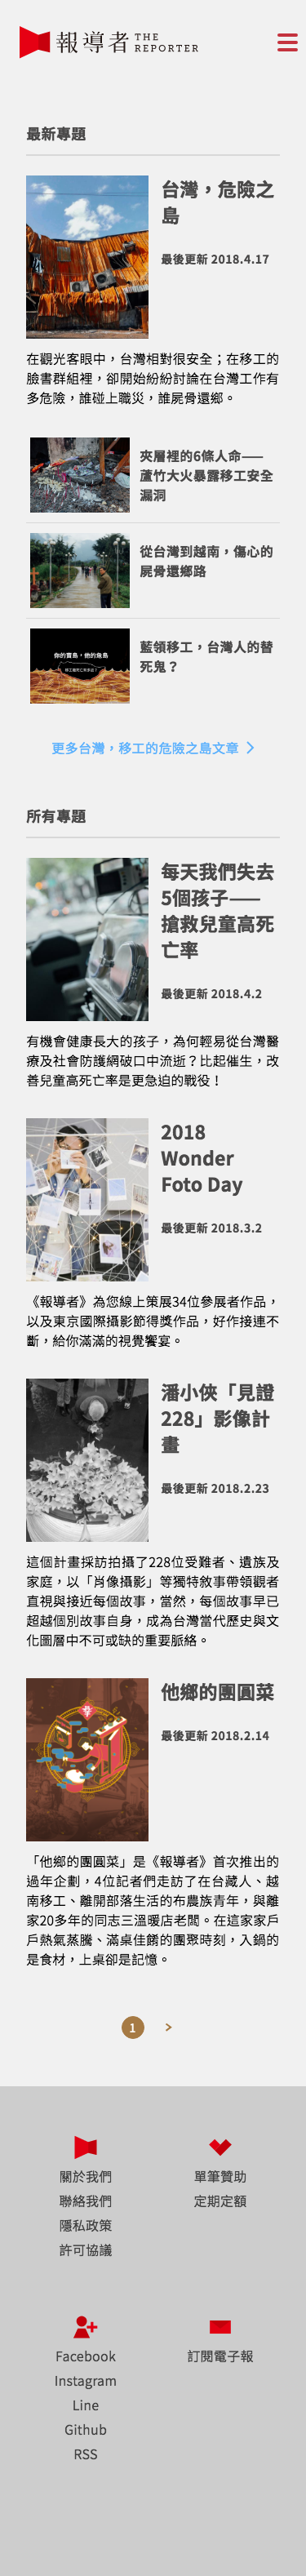 報導者 THE
REPORTER
最新專題
台灣，危險之
島
最後更新 2018.4.17
在觀光客眼中，台灣相對很安全；在移工的
臉書群組裡，卻開始紛紛討論在台灣工作有
多危險，誰碰上職災，誰屍骨還鄉。
夾層裡的6條人命——
蘆竹大火暴露移工安全
漏洞
從台灣到越南，傷心的
屍骨還鄉路
你的寶島，他的危島
移工職災死亡知多少？
藍領移工，台灣人的替
死鬼？
更多台灣，移工的危險之島文章 >
所有專題
每天我們失去
5個孩子——
搶救兒童高死
亡率
最後更新 2018.4.2
有機會健康長大的孩子，為何輕易從台灣醫
療及社會防護網破口中流逝？比起催生，改
善兒童高死亡率是更急迫的戰役！
2018
Wonder
Foto Day
最後更新 2018.3.2
《報導者》為您線上策展34位參展者作品，
以及東京國際攝影節得獎作品，好作接連不
斷，給你滿滿的視覺饗宴。
潘小俠「見證
228」影像計
畫
最後更新 2018.2.23
這個計畫採訪拍攝了228位受難者、遺族及
家庭，以「肖像攝影」等獨特敘事帶領觀者
直視與接近每個故事，當然，每個故事早已
超越個別故事自身，成為台灣當代歷史與文
化圖層中不可或缺的重要脈絡。
他鄉的團圓菜
最後更新 2018.2.14
「他鄉的團圓菜」是《報導者》首次推出的
過年企劃，4位記者們走訪了在台藏人、越
南移工、離開部落生活的布農族青年，與離
家20多年的同志三溫暖店老闆。在這家家戶
戶熱氣蒸騰、滿桌佳餚的團聚時刻，入鍋的
是食材，上桌卻是記憶。
1 >
關於我們
聯絡我們
隱私政策
許可協議
單筆贊助
定期定額
Facebook
Instagram
Line
Github
RSS
訂閱電子報